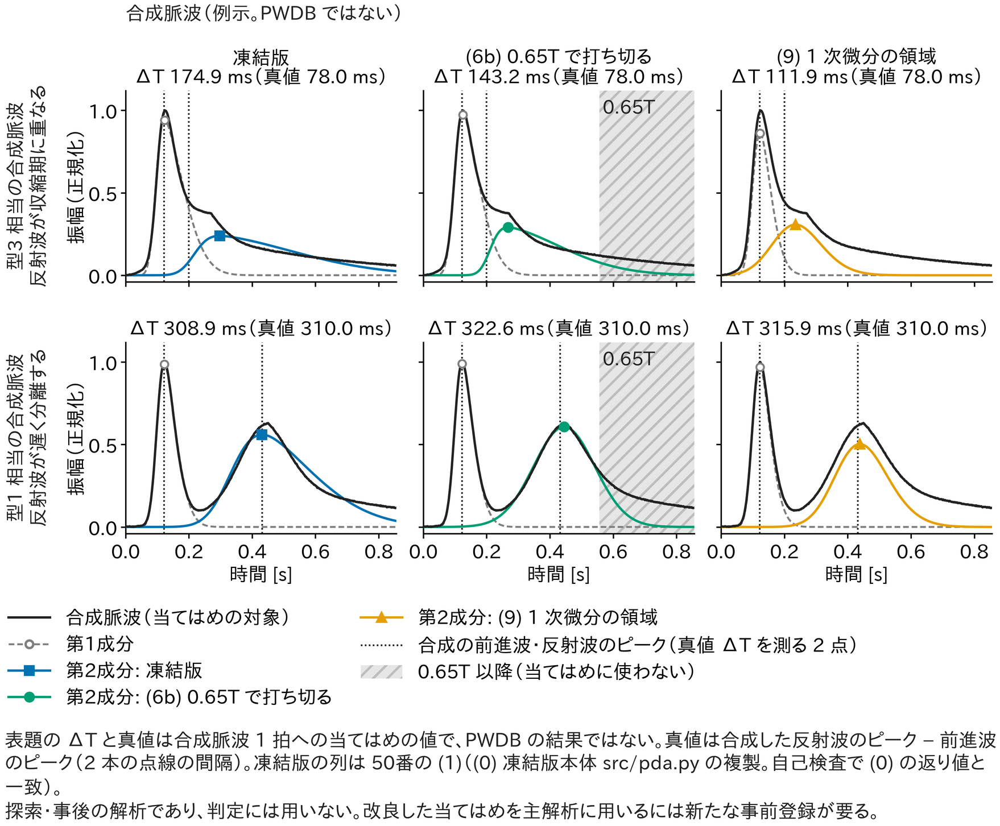 合成脈波（例示。PWDB ではない）
凍結版
ΔT 174.9 ms（真値 78.0 ms）
(6b) 0.65T で打ち切る
ΔT 143.2 ms（真値 78.0 ms）
(9) 1 次微分の領域
ΔT 111.9 ms（真値 78.0 ms）
型3 相当の合成脈波
反射波が収縮期に重なる
振幅（正規化）
1.0
0.5
0.0
0.65T
ΔT 308.9 ms（真値 310.0 ms）
ΔT 322.6 ms（真値 310.0 ms）
ΔT 315.9 ms（真値 310.0 ms）
型1 相当の合成脈波
反射波が遅く分離する
振幅（正規化）
1.0
0.5
0.0
0.65T
0.0 0.2 0.4 0.6 0.8
0.0 0.2 0.4 0.6 0.8
0.0 0.2 0.4 0.6 0.8
時間 [s]
時間 [s]
時間 [s]
合成脈波（当てはめの対象）
第1成分
第2成分: 凍結版
第2成分: (6b) 0.65T で打ち切る
第2成分: (9) 1 次微分の領域
合成の前進波・反射波のピーク（真値 ΔT を測る 2 点）
0.65T 以降（当てはめに使わない）
表題の ΔT と真値は合成脈波 1 拍への当てはめの値で、PWDB の結果ではない。真値は合成した反射波のピーク − 前進波
のピーク（2 本の点線の間隔）。凍結版の列は 50番の (1)（(0) 凍結版本体 src/pda.py の複製。自己検査で (0) の返り値と
一致）。
探索・事後の解析であり、判定には用いない。改良した当てはめを主解析に用いるには新たな事前登録が要る。